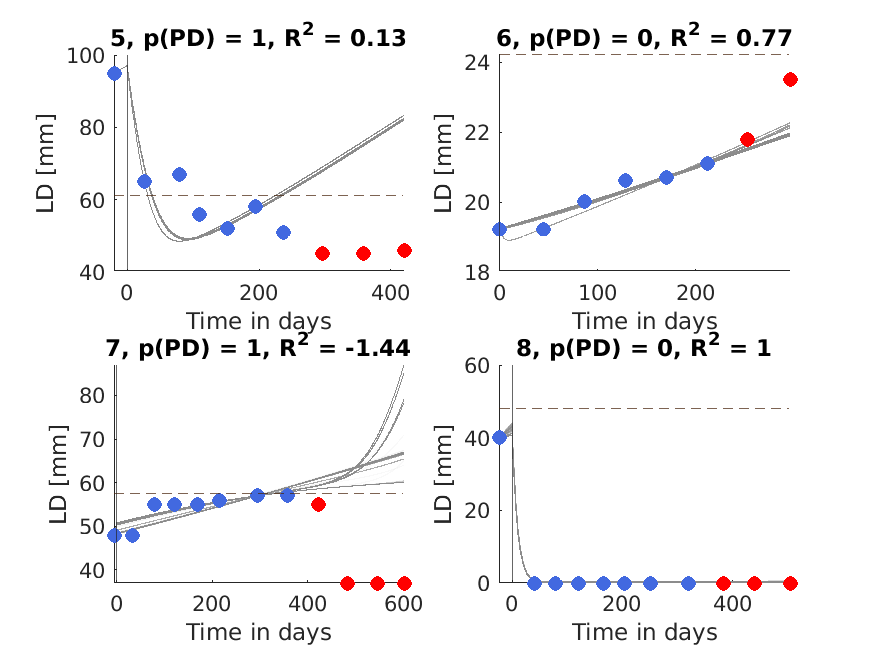 5, p(PD) = 1, R² = 0.13
100
80
60
40
LD [mm]
0
200
400
Time in days
6, p(PD) = 0, R² = 0.77
24
22
20
18
LD [mm]
0
100
200
Time in days
7, p(PD) = 1, R² = -1.44
80
70
60
50
40
LD [mm]
0
200
400
600
Time in days
8, p(PD) = 0, R² = 1
60
40
20
0
LD [mm]
0
200
400
Time in days